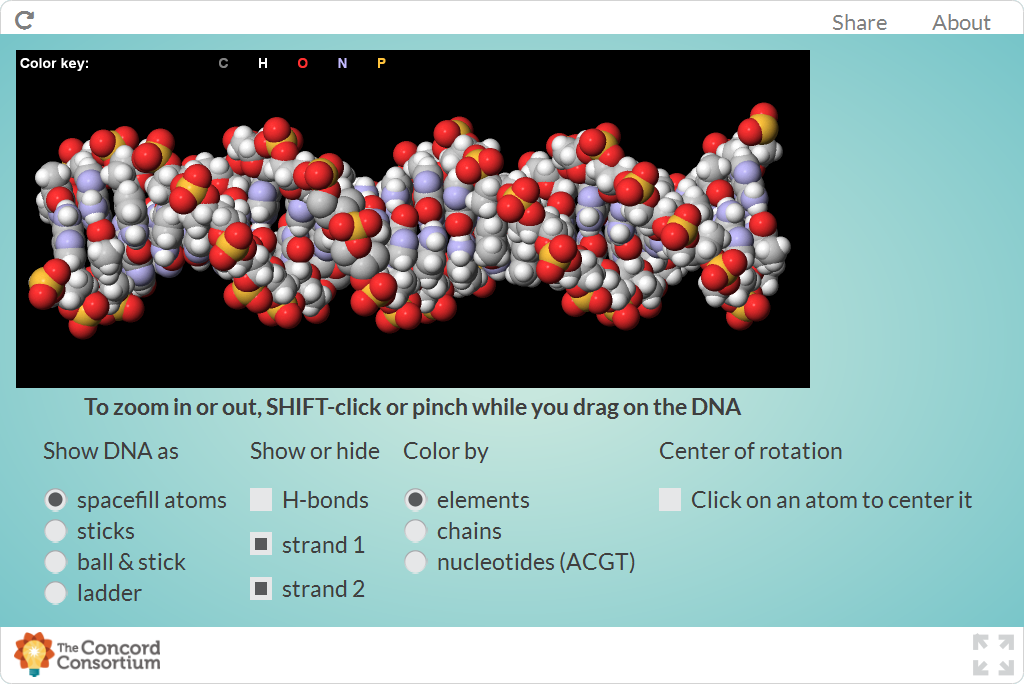 Share About
Color key: C H O N P
To zoom in or out, SHIFT-click or pinch while you drag on the DNA
Show DNA as
spacefill atoms
sticks
ball & stick
ladder
Show or hide
H-bonds
strand 1
strand 2
Color by
elements
chains
nucleotides (ACGT)
Center of rotation
Click on an atom to center it
The Concord
Consortium